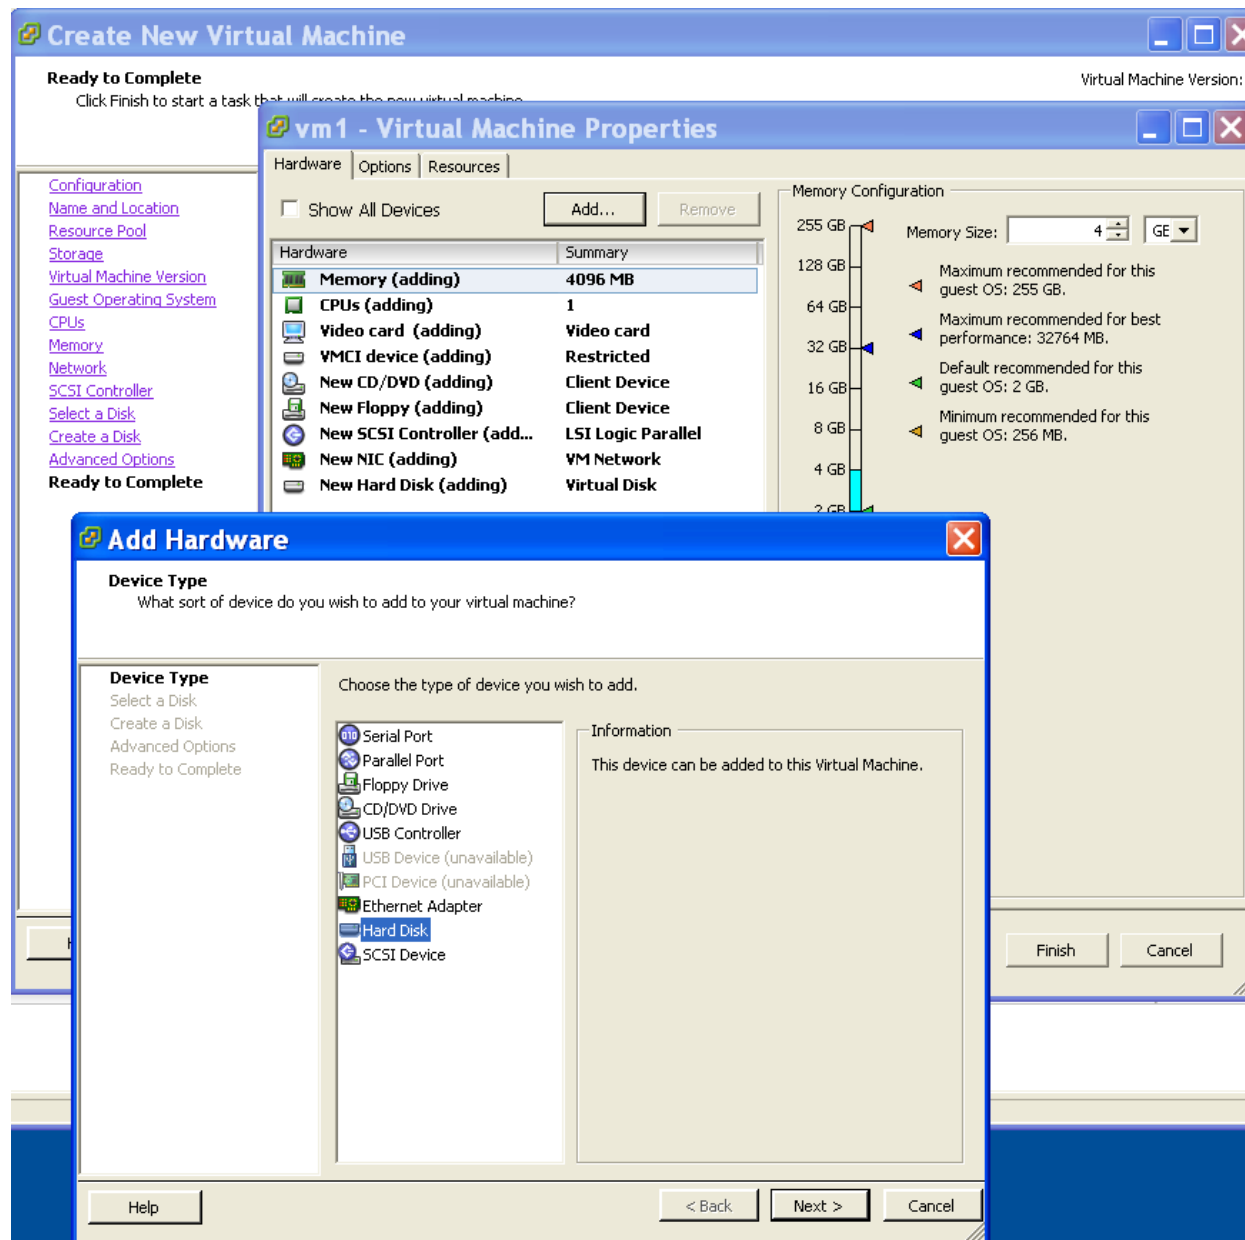 Create New Virtual Machine
Ready to Complete
Virtual Machine Version:
Click Finish to start a task that will create the new virtual machine
Configuration
Name and Location
Resource Pool
Storage
Virtual Machine Version
Guest Operating System
CPUs
Memory
Network
SCSI Controller
Select a Disk
Create a Disk
Advanced Options
Ready to Complete
vm1 - Virtual Machine Properties
Hardware Options Resources
Show All Devices Add... Remove
Hardware Summary
Memory (adding) 4096 MB
CPUs (adding) 1
Video card (adding) Video card
VMCI device (adding) Restricted
New CD/DVD (adding) Client Device
New Floppy (adding) Client Device
New SCSI Controller (add... LSI Logic Parallel
New NIC (adding) VM Network
New Hard Disk (adding) Virtual Disk
Memory Configuration
255 GB
128 GB
64 GB
32 GB
16 GB
8 GB
4 GB
2 GB
Memory Size: 4 GB
Maximum recommended for this
guest OS: 255 GB.
Maximum recommended for best
performance: 32764 MB.
Default recommended for this
guest OS: 2 GB.
Minimum recommended for this
guest OS: 256 MB.
Finish Cancel
Add Hardware
Device Type
What sort of device do you wish to add to your virtual machine?
Device Type
Select a Disk
Create a Disk
Advanced Options
Ready to Complete
Choose the type of device you wish to add.
Serial Port
Parallel Port
Floppy Drive
CD/DVD Drive
USB Controller
USB Device (unavailable)
PCI Device (unavailable)
Ethernet Adapter
Hard Disk
SCSI Device
Information
This device can be added to this Virtual Machine.
Help < Back Next > Cancel